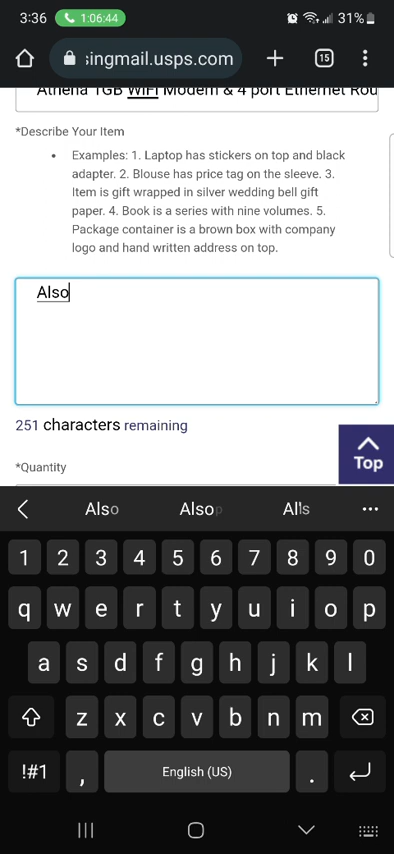 3:36 1:06:44 31%
singmail.usps.com 15
Athena 1GB WIFI Modem & 4 port Ethernet Rou
*Describe Your Item
• Examples: 1. Laptop has stickers on top and black
adapter. 2. Blouse has price tag on the sleeve. 3.
Item is gift wrapped in silver wedding bell gift
paper. 4. Book is a series with nine volumes. 5.
Package container is a brown box with company
logo and hand written address on top.
Also
251 characters remaining
Top
*Quantity
Also Alsop All's ...
1 2 3 4 5 6 7 8 9 0
q w e r t y u i o p
a s d f g h j k l
z x c v b n m
!#1 , English (US) .